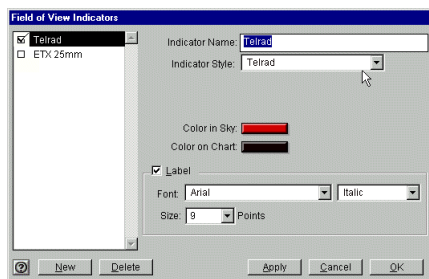 Field of View Indicators
Telrad
ETX 25mm
Indicator Name: Telrad
Indicator Style: Telrad
Color in Sky:
Color on Chart:
Label
Font: Arial Italic
Size: 9 Points
? New Delete Apply Cancel OK